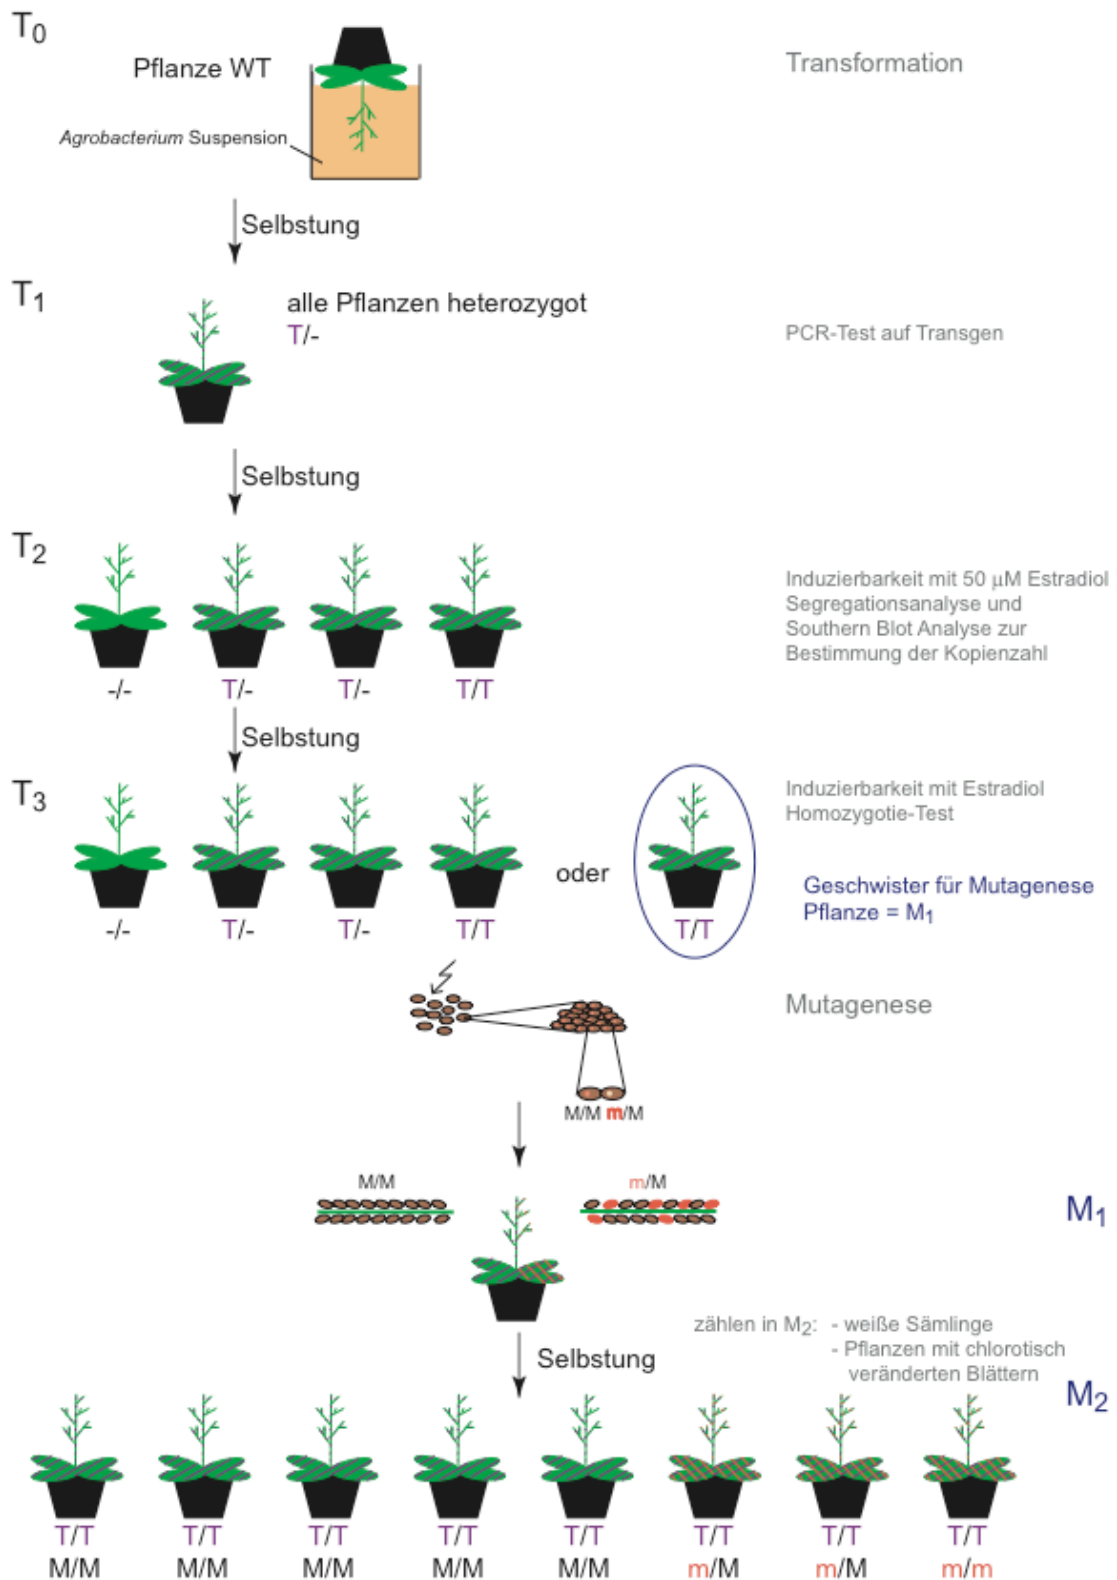 T0
Pflanze WT
Transformation
Agrobacterium Suspension
Selbstung
T1
alle Pflanzen heterozygot
T/-
PCR-Test auf Transgen
Selbstung
T2
Induzierbarkeit mit 50 µM Estradiol
Segregationsanalyse und
Southern Blot Analyse zur
Bestimmung der Kopienzahl
-/- T/- T/- T/T
Selbstung
T3
Induzierbarkeit mit Estradiol
Homozygotie-Test
oder
Geschwister für Mutagenese
Pflanze = M1
-/- T/- T/- T/T T/T
Mutagenese
M/M m/M
M/M m/M
M1
zählen in M2: - weiße Sämlinge
- Pflanzen mit chlorotisch
veränderten Blättern
Selbstung
M2
T/T T/T T/T T/T T/T T/T T/T T/T
M/M M/M M/M M/M M/M m/M m/M m/m